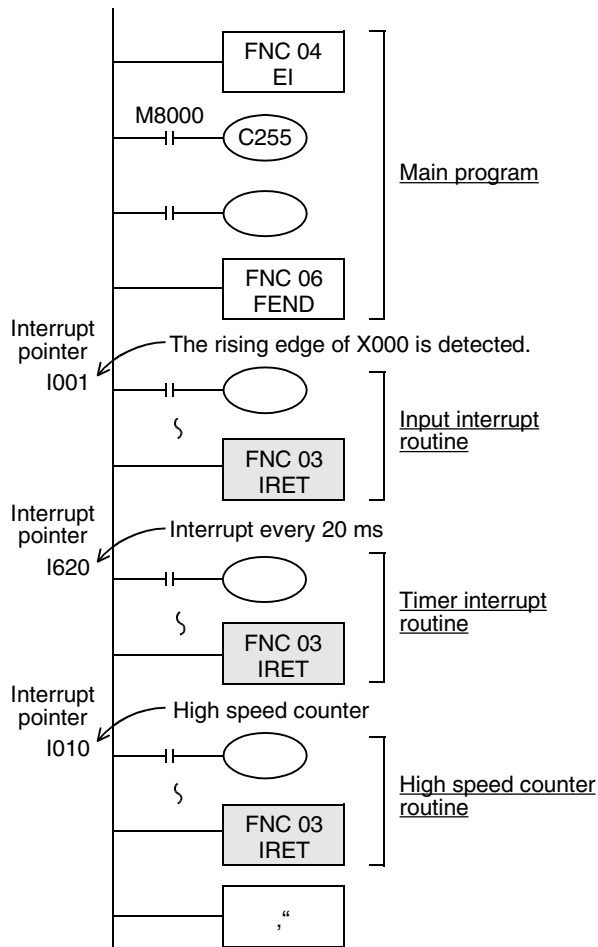 FNC 04
EI
M8000
C255
Main program
FNC 06
FEND
Interrupt
pointer
I001
The rising edge of X000 is detected.
Input interrupt
routine
FNC 03
IRET
Interrupt
pointer
I620
Interrupt every 20 ms
Timer interrupt
routine
FNC 03
IRET
Interrupt
pointer
I010
High speed counter
High speed counter
routine
FNC 03
IRET
‚“